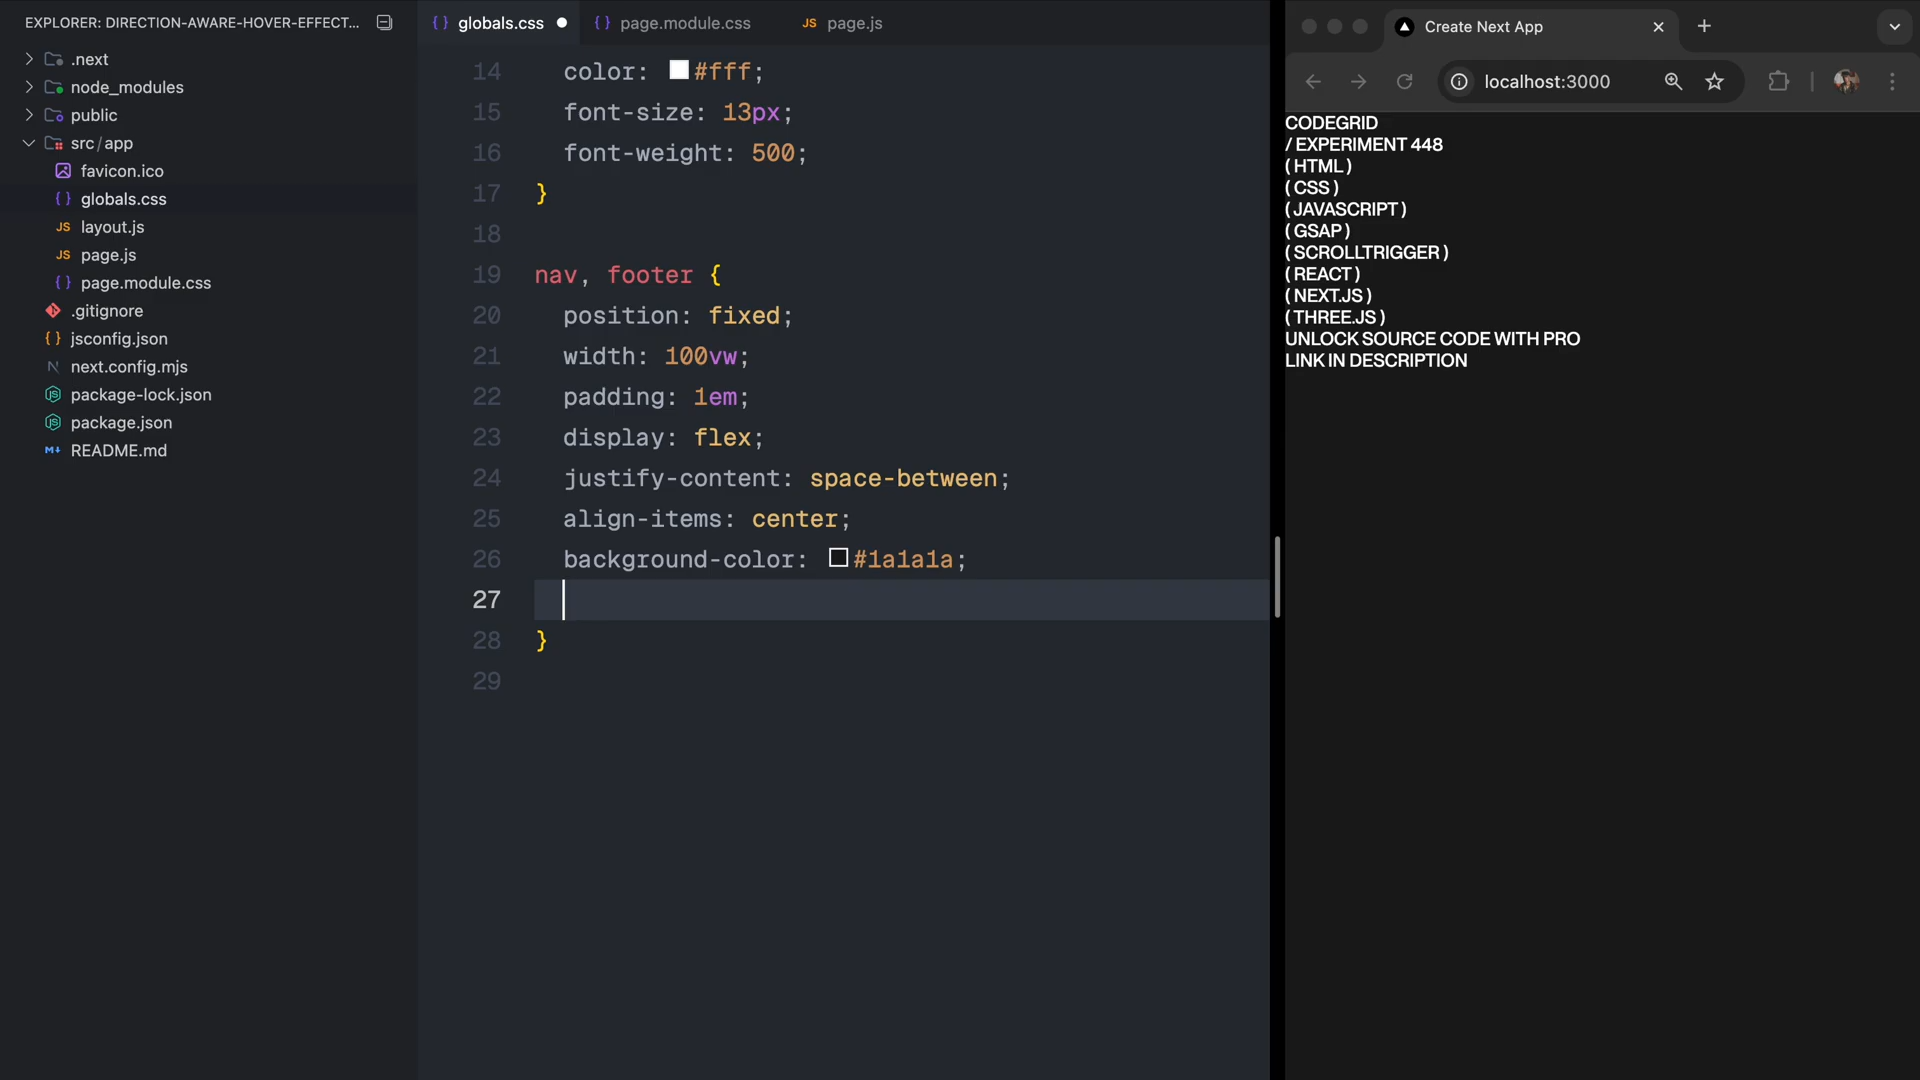 EXPLORER: DIRECTION-AWARE-HOVER-EFFECT...
.next
node_modules
public
src/app
favicon.ico
{ } globals.css
JS layout.js
JS page.js
{ } page.module.css
.gitignore
{ } jsconfig.json
N next.config.mjs
JS package-lock.json
JS package.json
M+ README.md
{ } globals.css
{ } page.module.css
JS page.js
14 color: #fff;
15 font-size: 13px;
16 font-weight: 500;
17 }
18
19 nav, footer {
20 position: fixed;
21 width: 100vw;
22 padding: 1em;
23 display: flex;
24 justify-content: space-between;
25 align-items: center;
26 background-color: #1a1a1a;
27
28 }
29
Create Next App
localhost:3000
CODEGRID
/ EXPERIMENT 448
( HTML )
( CSS )
( JAVASCRIPT )
( GSAP )
( SCROLLTRIGGER )
( REACT )
( NEXT.JS )
( THREE.JS )
UNLOCK SOURCE CODE WITH PRO
LINK IN DESCRIPTION